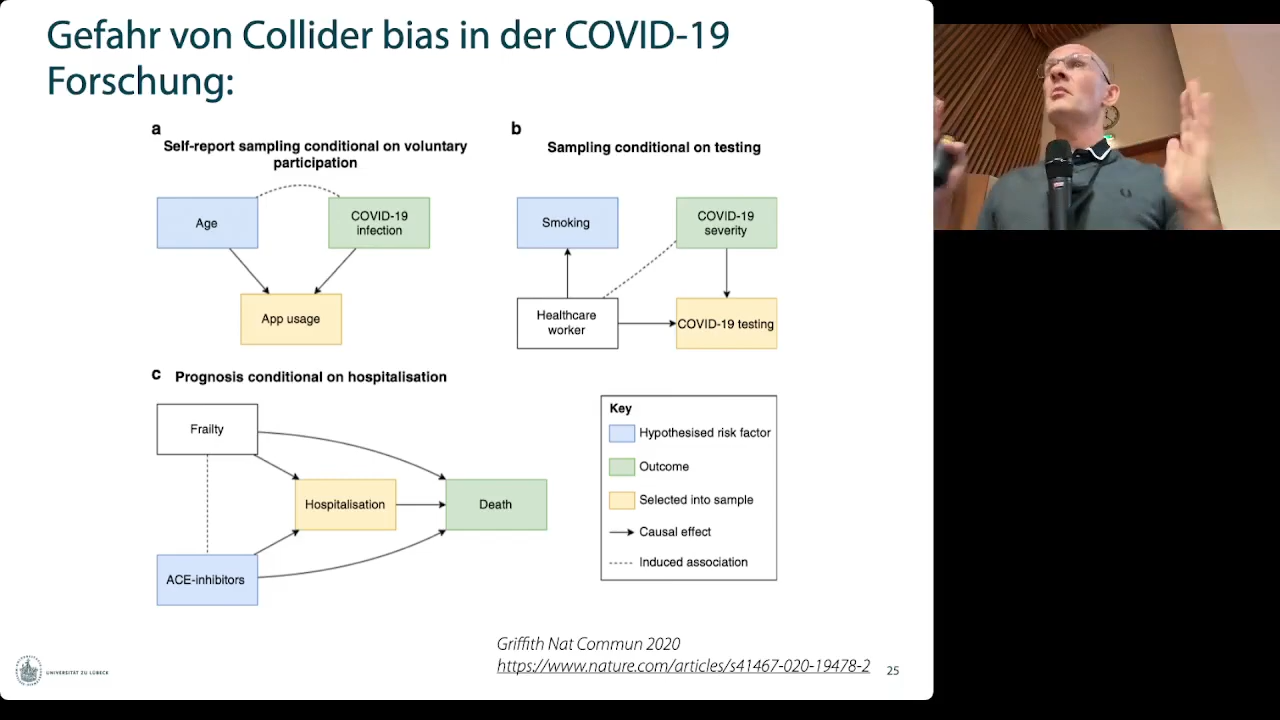 Gefahr von Collider bias in der COVID-19
Forschung:
a
Self-report sampling conditional on voluntary
participation
Age
COVID-19
infection
App usage
b
Sampling conditional on testing
Smoking
COVID-19
severity
Healthcare
worker
COVID-19 testing
c
Prognosis conditional on hospitalisation
Frailty
Hospitalisation
Death
ACE-inhibitors
Key
Hypothesised risk factor
Outcome
Selected into sample
Causal effect
Induced association
Griffith Nat Commun 2020
https://www.nature.com/articles/s41467-020-19478-2
UNIVERSITÄT ZU LÜBECK
25